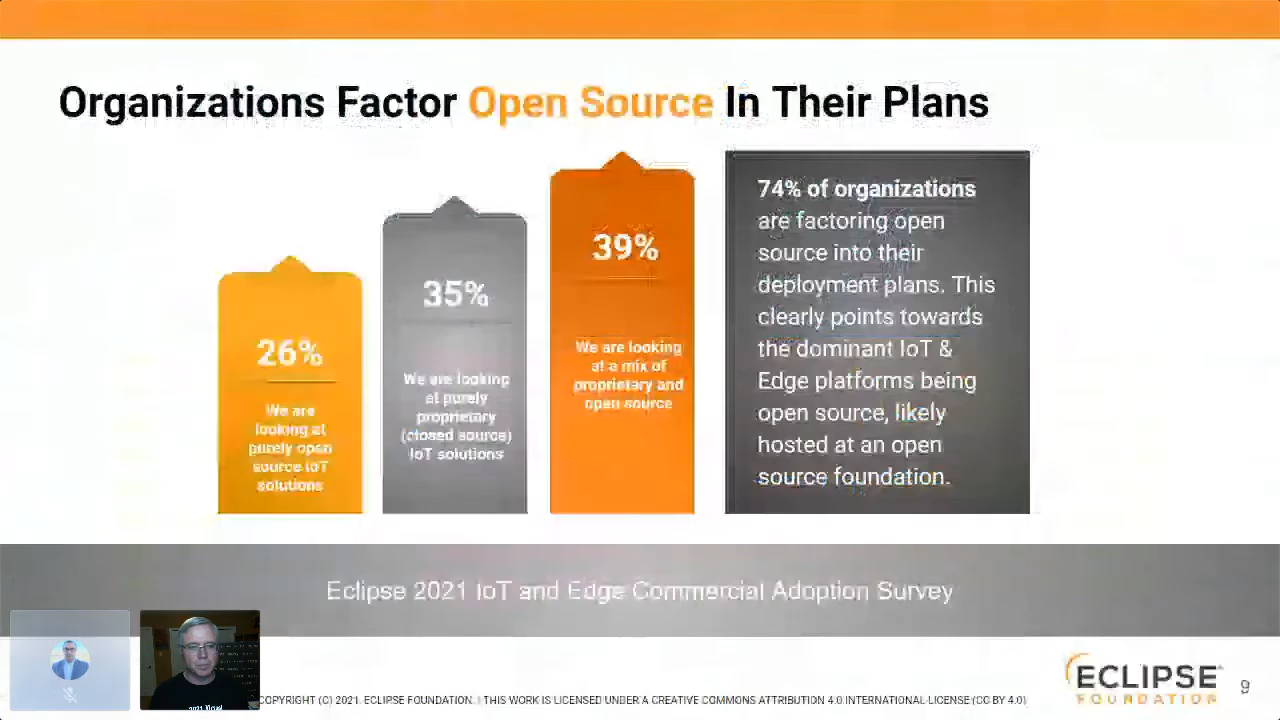 Organizations Factor Open Source In Their Plans
26%
We are
looking at
purely open
source IoT
solutions
35%
We are looking
at purely
proprietary
(closed source)
IoT solutions
39%
We are looking
at a mix of
proprietary and
open source
74% of organizations
are factoring open
source into their
deployment plans. This
clearly points towards
the dominant IoT &
Edge platforms being
open source, likely
hosted at an open
source foundation.
Eclipse 2021 IoT and Edge Commercial Adoption Survey
COPYRIGHT (C) 2021. ECLIPSE FOUNDATION. | THIS WORK IS LICENSED UNDER A CREATIVE COMMONS ATTRIBUTION 4.0 INTERNATIONAL LICENSE (CC BY 4.0)
ECLIPSE
FOUNDATION
9